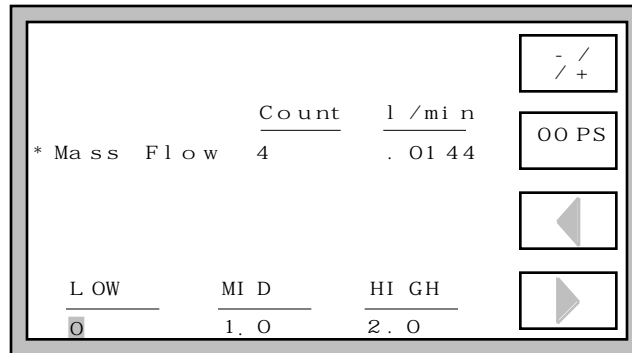 - /
/ +
Count l/min
OOPS
* Mass Flow 4 .0144
LOW MID HIGH
0 1.0 2.0